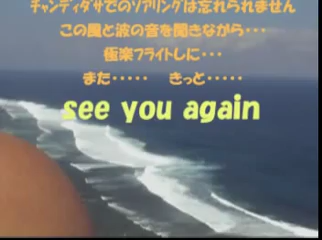 チャンディダサでのソアリングは忘れられません
この風と波の音を聞きながら・・・
極楽フライトしに・・・
また・・・・・ きっと・・・・・
see you again